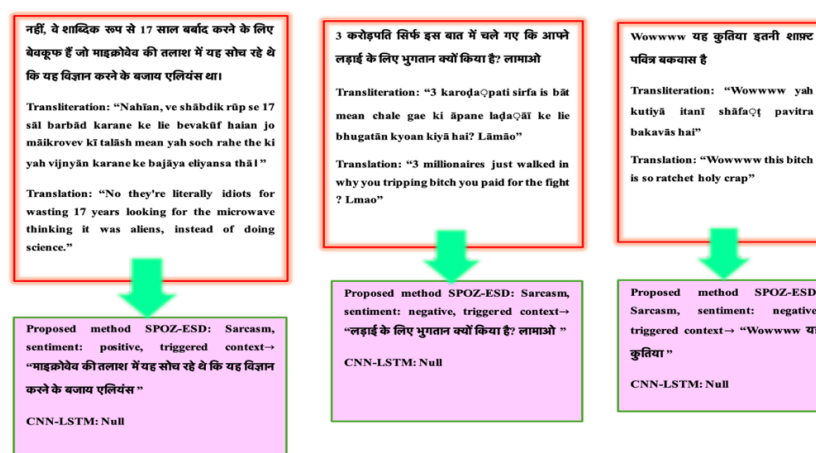 नहीं, वे शाब्दिक रूप से 17 साल बर्बाद करने के लिए
बेवकूफ हैं जो माइक्रोवेव की तलाश में यह सोच रहे थे
कि यह विज्ञान करने के बजाय एलियंस था।
Transliteration: “Nahīan, ve shābdik rūp se 17
sāl barbād karane ke lie bevakūf haian jo
māikrovev kī talāsh mean yah soch rahe the ki
yah vijnyān karane ke bajāya eliyansa thā।”
Translation: “No they're literally idiots for
wasting 17 years looking for the microwave
thinking it was aliens, instead of doing
science.”
Proposed method SPOZ-ESD: Sarcasm,
sentiment: positive, triggered context→
“माइक्रोवेव की तलाश में यह सोच रहे थे कि यह विज्ञान
करने के बजाय एलियंस ”
CNN-LSTM: Null
3 करोड़पति सिर्फ इस बात में चले गए कि आपने
लड़ाई के लिए भुगतान क्यों किया है? लामाओ
Transliteration: “3 karoḍa़pati sirfa is bāt
mean chale gae ki āpane laḍa़āī ke lie
bhugatān kyoan kiyā hai? Lāmāo”
Translation: “3 millionaires just walked in
why you tripping bitch you paid for the fight
? Lmao”
Proposed method SPOZ-ESD: Sarcasm,
sentiment: negative, triggered context→
“लड़ाई के लिए भुगतान क्यों किया है? लामाओ ”
CNN-LSTM: Null
Wowwww यह कुतिया इतनी शाफ़्ट
पवित्र बकवास है
Transliteration: “Wowwww yah
kutiyā itanī shāfa़ṭ pavitra
bakavās hai”
Translation: “Wowwww this bitch
is so ratchet holy crap”
Proposed method SPOZ-ESD
Sarcasm, sentiment: negative
triggered context→ “Wowwww
कुतिया ”
CNN-LSTM: Null